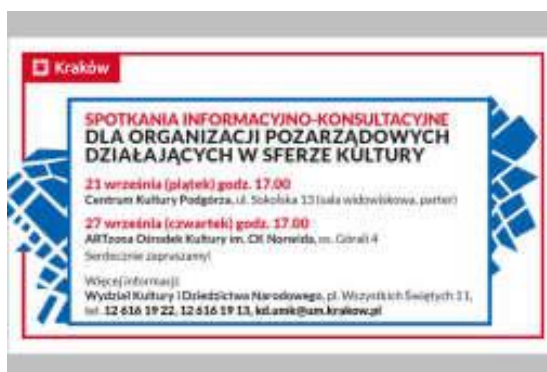 Kraków
SPOTKANIA INFORMACYJNO-KONSULTACYJNE
DLA ORGANIZACJI POZARZĄDOWYCH
DZIAŁAJĄCYCH W SFERZE KULTURY
21 września (piątek) godz. 17.00
Centrum Kultury Podgórza, ul. Sokolska 13 (sala widowiskowa, parter)
27 września (czwartek) godz. 17.00
ARTzona Ośrodek Kultury im. CK Norwida, os. Górali 4
Serdecznie zapraszamy!
Więcej informacji:
Wydział Kultury i Dziedzictwa Narodowego, pl. Wszystkich Świętych 11,
tel. 12 616 19 22, 12 616 19 13, kd.umk@um.krakow.pl